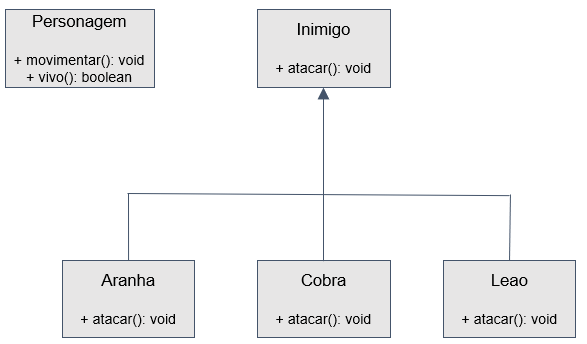 Personagem
+ movimentar(): void
+ vivo(): boolean
Inimigo
+ atacar(): void
Aranha
+ atacar(): void
Cobra
+ atacar(): void
Leao
+ atacar(): void